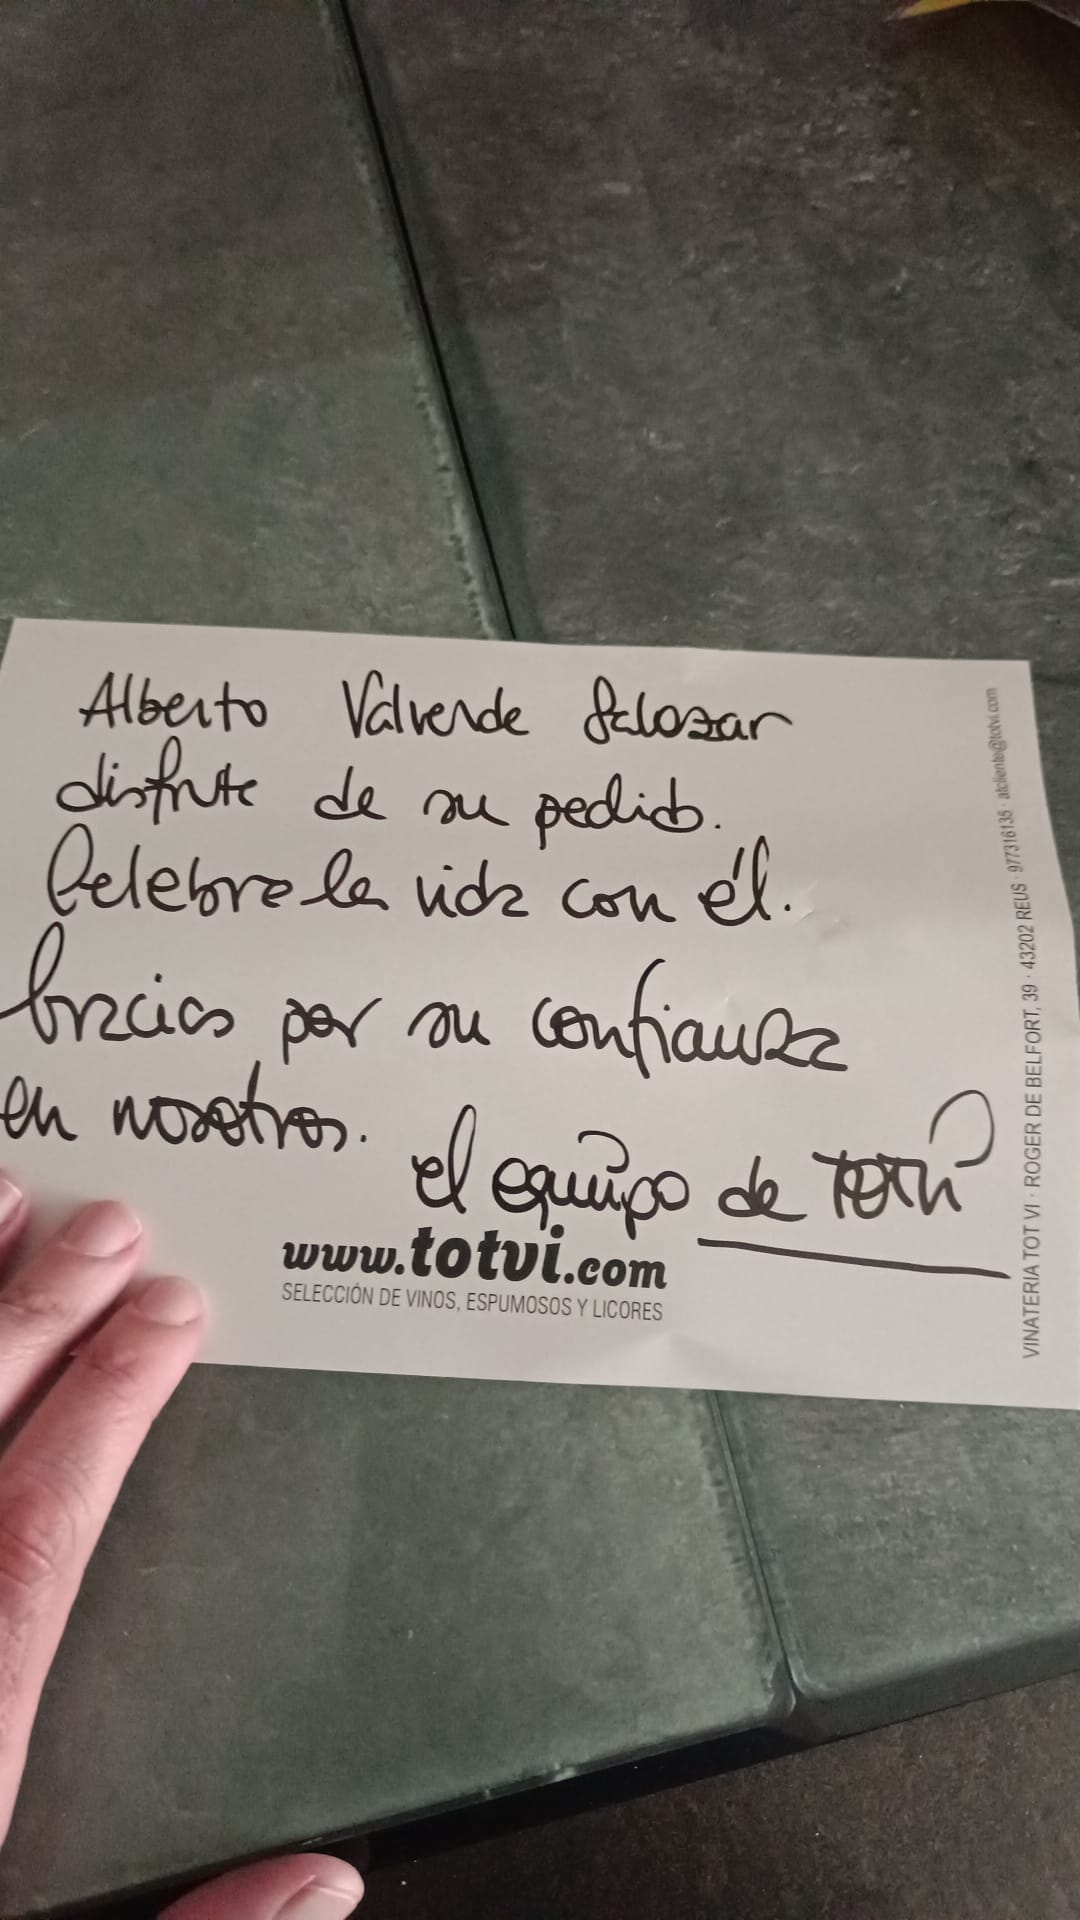 Alberto Valverde Salazar
disfrute de su pedido.
Celebre la vida con él.
Gracias por su confianza
en nosotros.
el equipo de Totvi
www.totvi.com
SELECCIÓN DE VINOS, ESPUMOSOS Y LICORES
VINATERIA TOT VI · ROGER DE BELFORT, 39 · 43202 REUS · 977316135 · atcliente@totvi.com